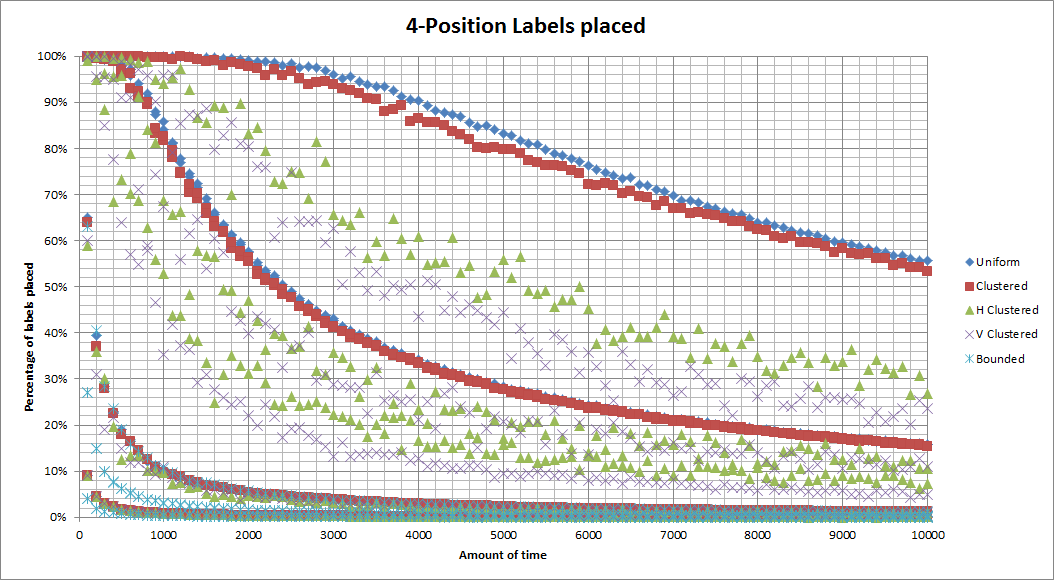 4-Position Labels placed
Percentage of labels placed
100%
90%
80%
70%
60%
50%
40%
30%
20%
10%
0%
0 1000 2000 3000 4000 5000 6000 7000 8000 9000 10000
Amount of time
Uniform
Clustered
H Clustered
V Clustered
Bounded